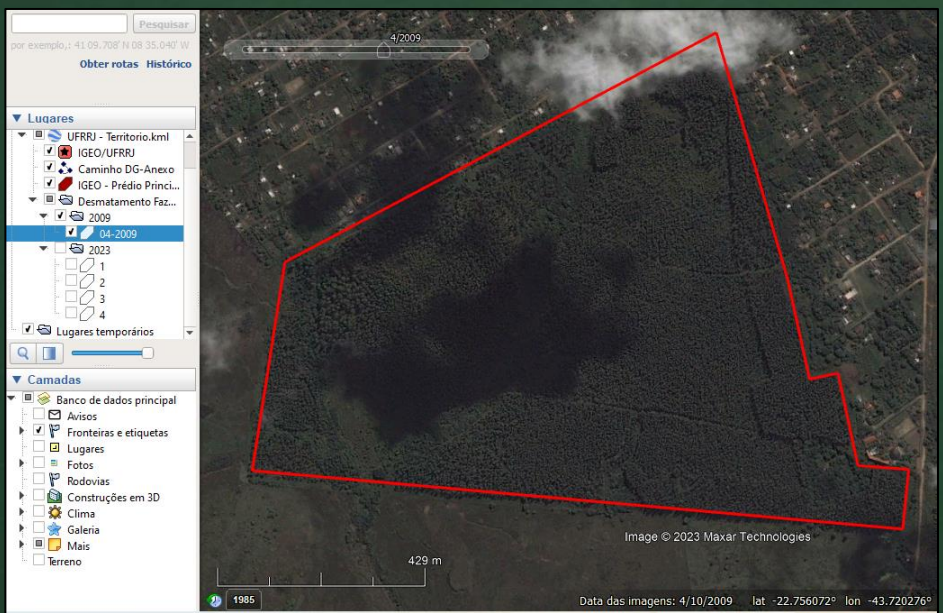 Pesquisar
por exemplo,: 41 09.708' N 08 35.040' W
Obter rotas Histórico
Lugares
UFRRJ - Territorio.kml
IGEO/UFRRJ
Caminho DG-Anexo
IGEO - Prédio Princi...
Desmatamento Faz...
2009
04-2009
2023
1
2
3
4
Lugares temporários
Camadas
Banco de dados principal
Avisos
Fronteiras e etiquetas
Lugares
Fotos
Rodovias
Construções em 3D
Clima
Galeria
Mais
Terreno
4/2009
Image © 2023 Maxar Technologies
429 m
1985
Data das imagens: 4/10/2009 lat -22.756072° lon -43.720276°